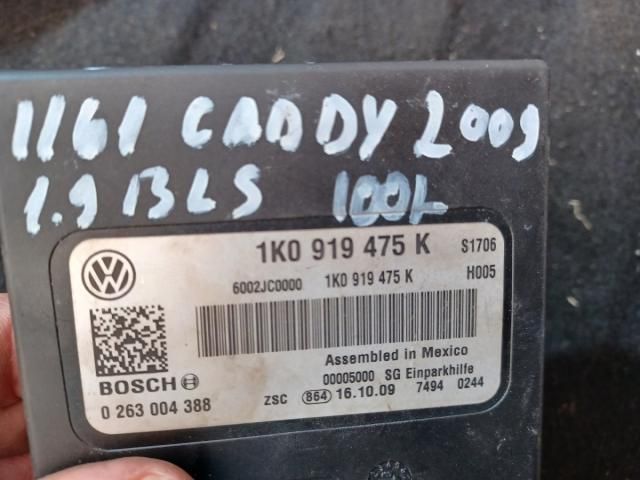 1161 CADDY 2009
1.9 BLS 100L
1K0 919 475 K S1706
6002JC0000 1K0 919 475 K H005
Assembled in Mexico
00005000 SG Einparkhilfe
BOSCH
0 263 004 388 ZSC 864 16.10.09 7494 0244